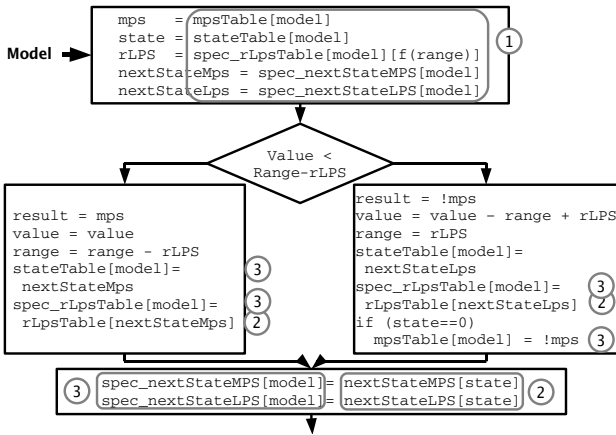 mps   = mpsTable[model]
state = stateTable[model]
Model
rLPS  = spec_rLpsTable[model][f(range)]
nextStateMps = spec_nextStateMPS[model]
nextStateLps = spec_nextStateLPS[model]
1
Value <
Range-rLPS
result = mps
value = value
range = range - rLPS
stateTable[model]=
3
nextStateMps
spec_rLpsTable[model]=
3
rLpsTable[nextStateMps]
2
result = !mps
value = value - range + rLPS
range = rLPS
stateTable[model]=
nextStateLps
spec_rLpsTable[model]=
3
rLpsTable[nextStateLps]
2
if (state==0)
mpsTable[model] = !mps
3
3
spec_nextStateMPS[model]= nextStateMPS[state]
spec_nextStateLPS[model]= nextStateLPS[state]
2